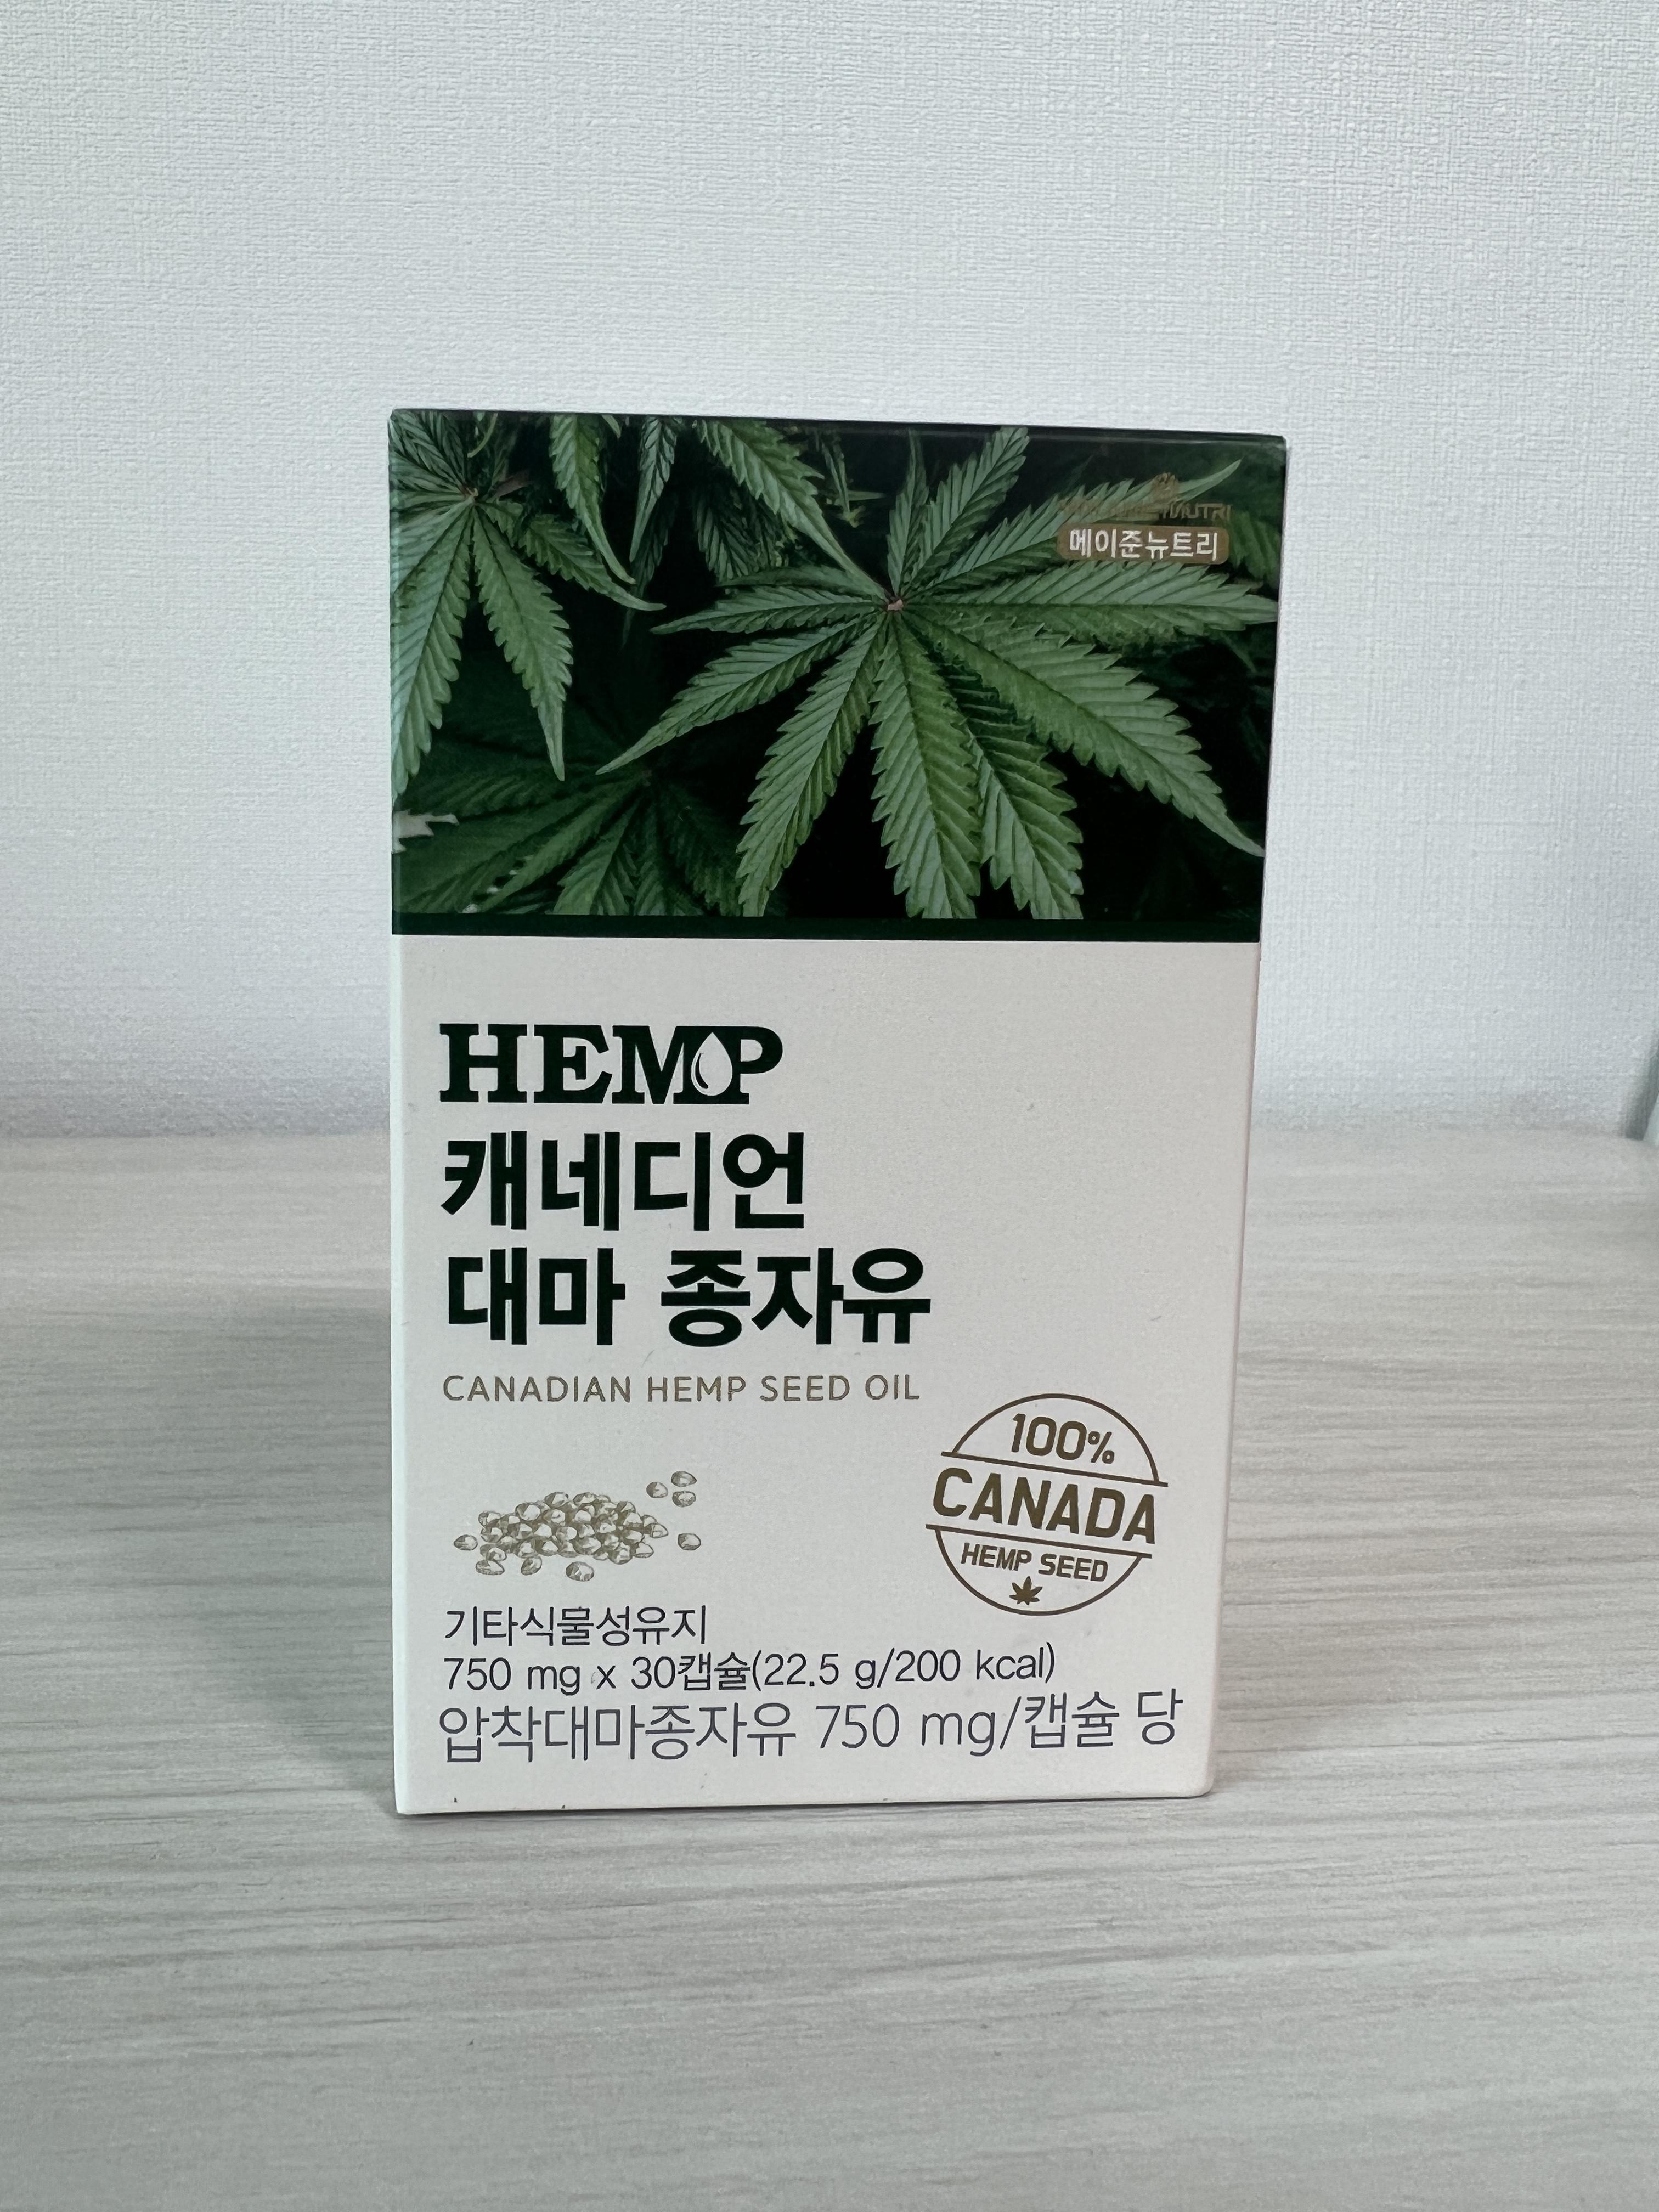 메이준뉴트리
HEMP
캐네디언
대마 종자유
CANADIAN HEMP SEED OIL
100%
CANADA
HEMP SEED
기타식물성유지
750 mg x 30캡슐(22.5 g/200 kcal)
압착대마종자유 750 mg/캡슐 당